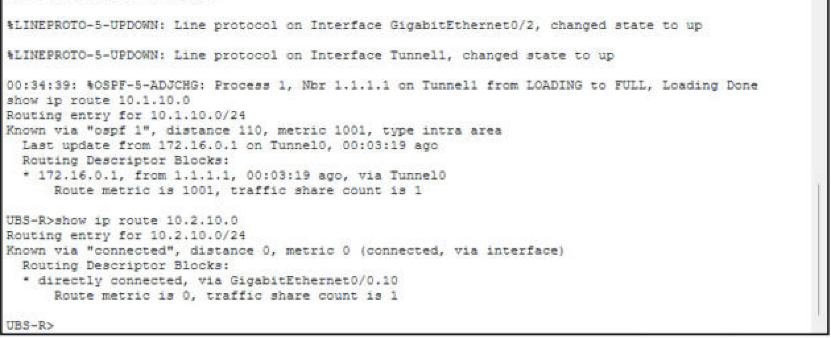 %LINEPROTO-5-UPDOWN: Line protocol on Interface GigabitEthernet0/2, changed state to up
%LINEPROTO-5-UPDOWN: Line protocol on Interface Tunnel1, changed state to up
00:34:39: %OSPF-5-ADJCHG: Process 1, Nbr 1.1.1.1 on Tunnel1 from LOADING to FULL, Loading Done
show ip route 10.1.10.0
Routing entry for 10.1.10.0/24
Known via "ospf 1", distance 110, metric 1001, type intra area
Last update from 172.16.0.1 on Tunnel0, 00:03:19 ago
Routing Descriptor Blocks:
* 172.16.0.1, from 1.1.1.1, 00:03:19 ago, via Tunnel0
Route metric is 1001, traffic share count is 1
UBS-R>show ip route 10.2.10.0
Routing entry for 10.2.10.0/24
Known via "connected", distance 0, metric 0 (connected, via interface)
Routing Descriptor Blocks:
* directly connected, via GigabitEthernet0/0.10
Route metric is 0, traffic share count is 1
UBS-R>